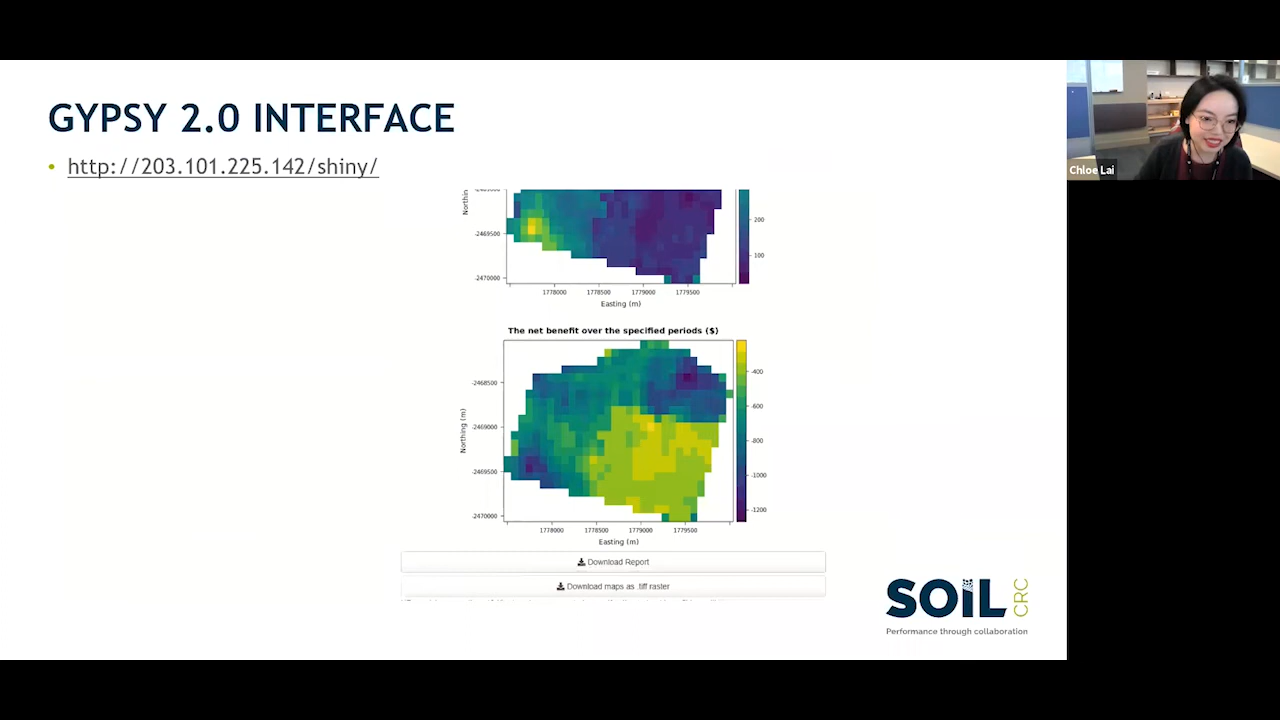 GYPSY 2.0 INTERFACE
• http://203.101.225.142/shiny/
Chloe Lai
Northin
-2469500
-2470000
200
100
1778000 1778500 1779000 1779500
Easting (m)
The net benefit over the specified periods ($)
Northing (m)
-2468500
-2469000
-2469500
-2470000
-400
-600
-800
-1000
-1200
1778000 1778500 1779000 1779500
Easting (m)
Download Report
Download maps as .tiff raster
SOIL CRC
Performance through collaboration